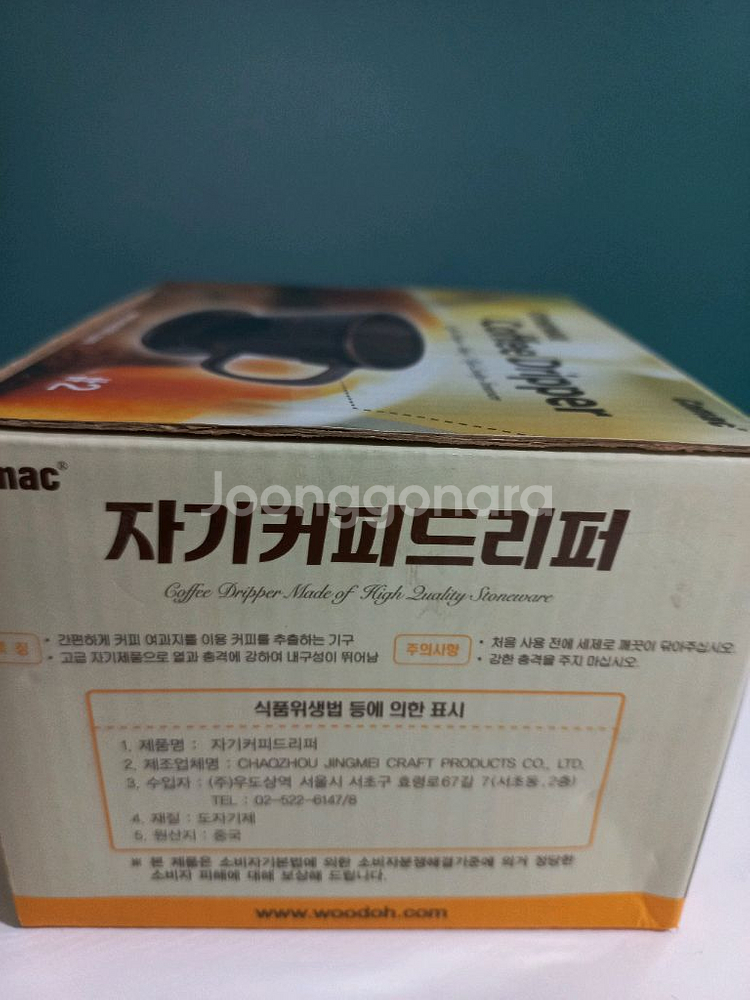 Coffee Dripper
mac®
Joonggonara
자기커피드리퍼
Coffee Dripper Made of High Quality Stoneware
• 간편하게 커피 여과지를 이용 커피를 추출하는 기구
• 고급 자기제품으로 열과 충격에 강하여 내구성이 뛰어남
주의사항
• 처음 사용 전에 세제로 깨끗이 닦아주십시오.
• 강한 충격을 주지 마십시오.
식품위생법 등에 의한 표시
1. 제품명 : 자기커피드리퍼
2. 제조업체명 : CHAOZHOU JINGMEI CRAFT PRODUCTS CO., LTD.
3. 수입자 : (주)우도상역 서울시 서초구 효령로67길 7(서초동, 2층)
TEL : 02-522-6147/8
4. 재질 : 도자기제
5. 원산지 : 중국
※ 본 제품은 소비자기본법에 의한 소비자분쟁해결기준에 의거 정당한
소비자 피해에 대해 보상해 드립니다.
www.woodoh.com